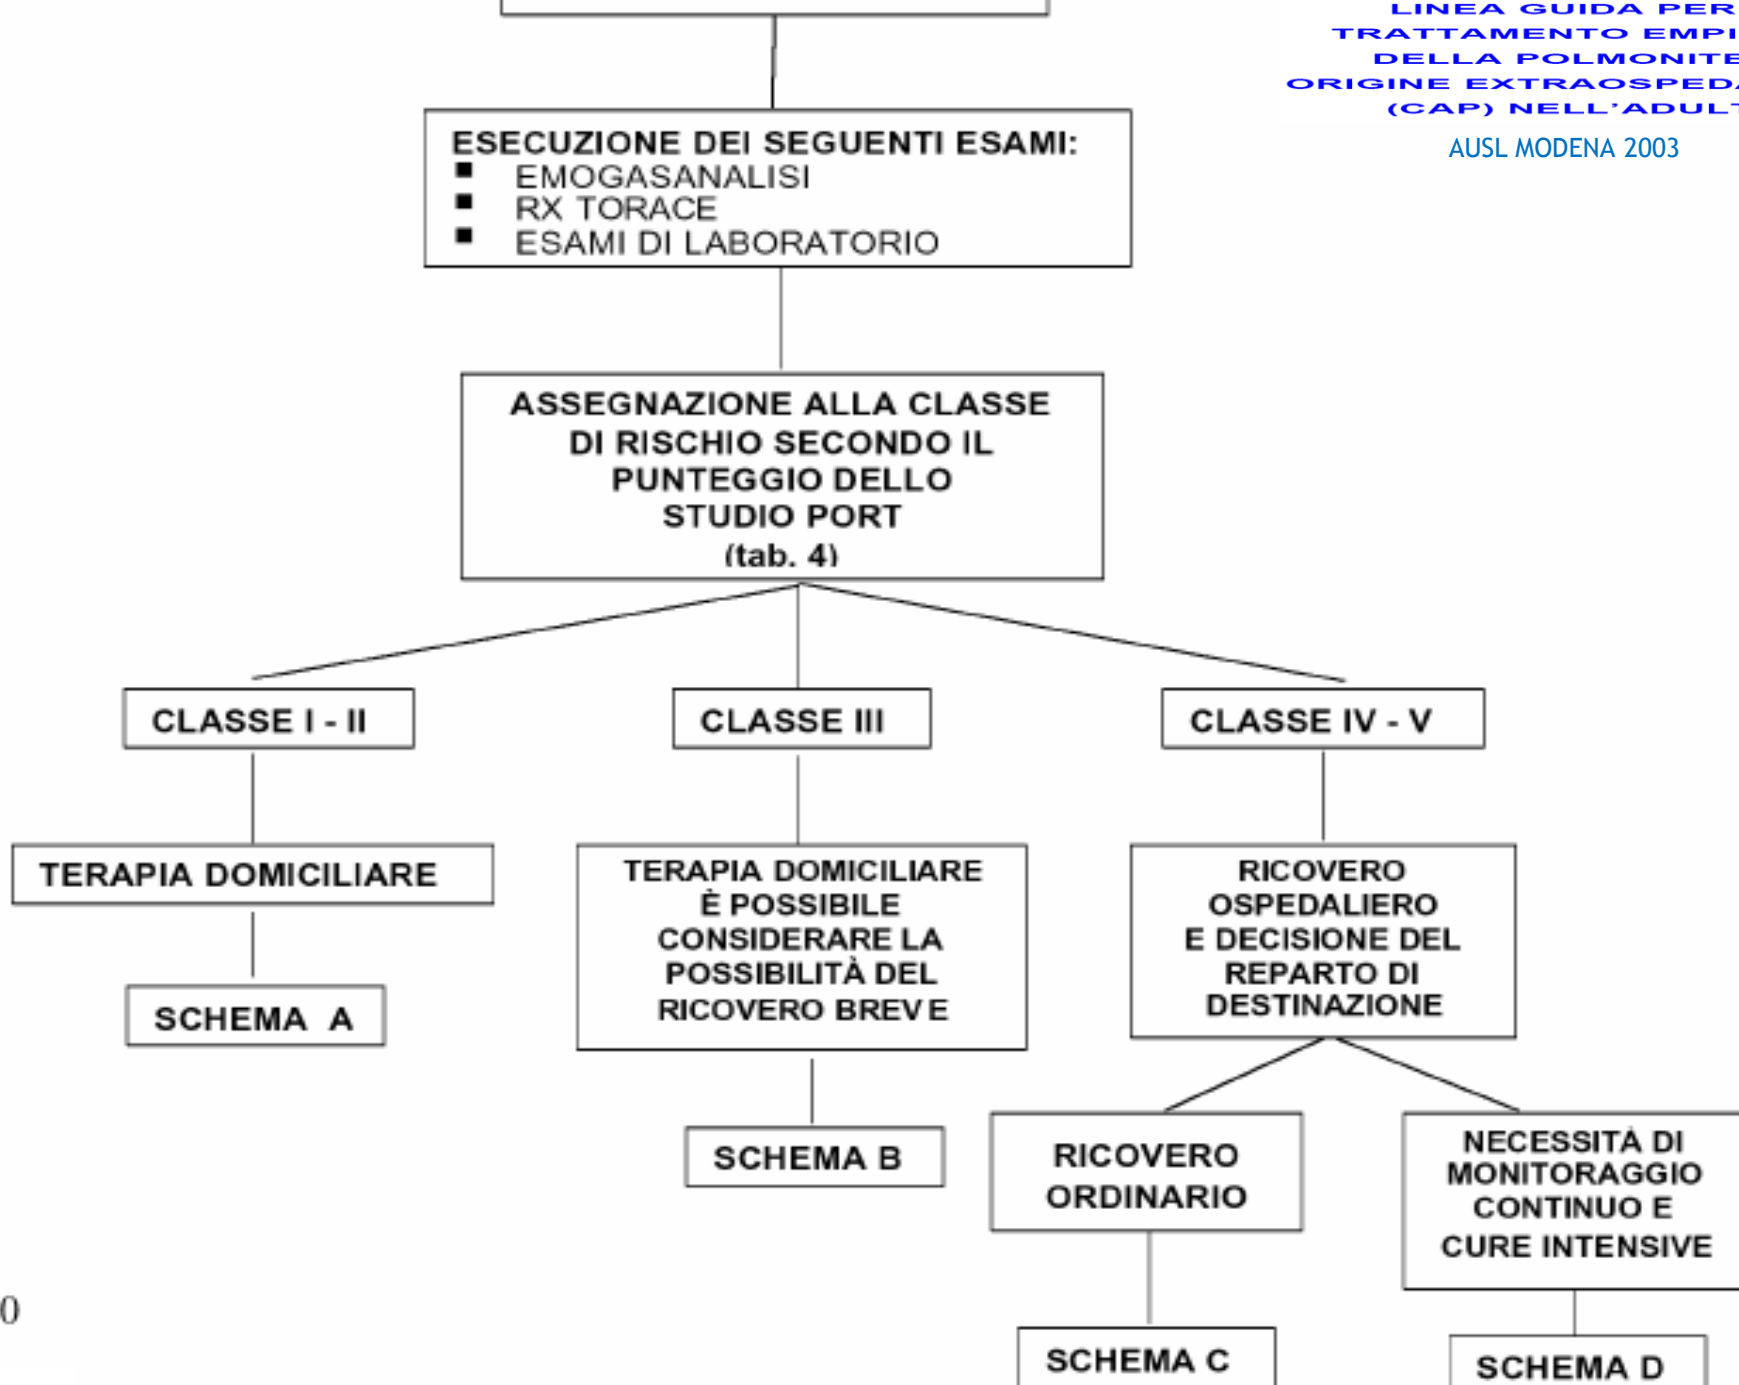 LINEA GUIDA PER
TRATTAMENTO
DELLA POLMONITE
ORIGINE
(CAP) NELL'
AUSL MODENA 2003
ESECUZIONE DEI SEGUENTI ESAMI:
EMOGASANALISI
RX TORACE
ESAMI DI LABORATORIO
ASSEGNAZIONE ALLA CLASSE
DI RISCHIO SECONDO IL
PUNTEGGIO DELLO
STUDIO PORT
(tab. 4)
CLASSE I - II
CLASSE III
CLASSE IV - V
TERAPIA DOMICILIARE
TERAPIA DOMICILIARE
È POSSIBILE
CONSIDERARE LA
POSSIBILITÀ DEL
RICOVERO BREVE
RICOVERO
OSPEDALIERO
E DECISIONE DEL
REPARTO DI
DESTINAZIONE
SCHEMA A
SCHEMA B
RICOVERO
ORDINARIO
NECESSITÀ DI
MONITORAGGIO
CONTINUO E
CURE INTENSIVE
0
SCHEMA C
SCHEMA D